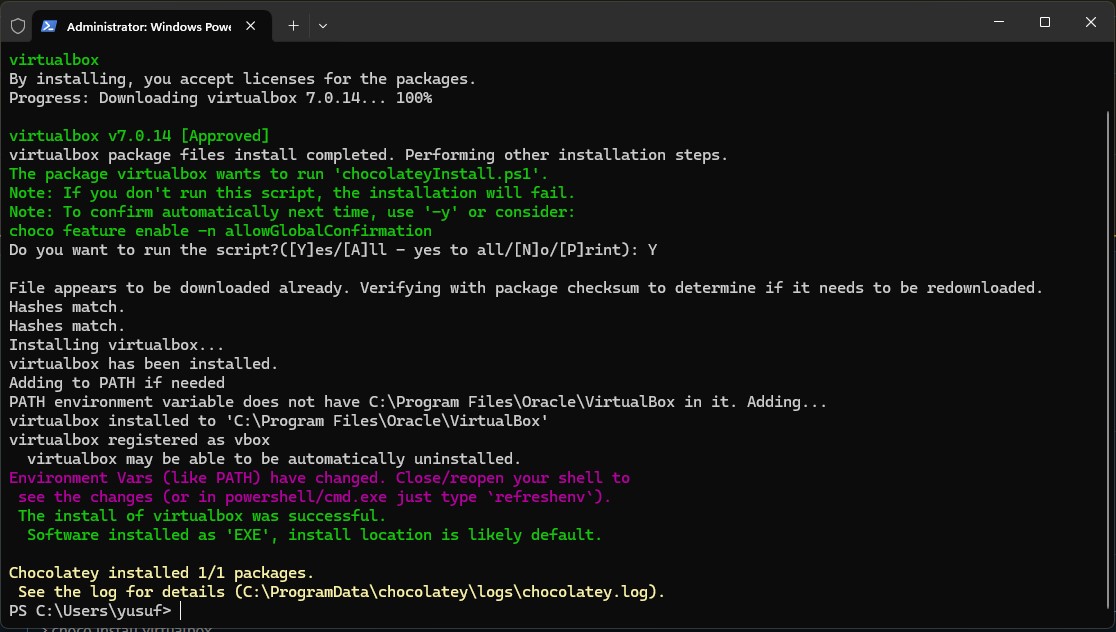 Administrator: Windows Powe
virtualbox
By installing, you accept licenses for the packages.
Progress: Downloading virtualbox 7.0.14... 100%
virtualbox v7.0.14 [Approved]
virtualbox package files install completed. Performing other installation steps.
The package virtualbox wants to run 'chocolateyInstall.ps1'.
Note: If you don't run this script, the installation will fail.
Note: To confirm automatically next time, use '-y' or consider:
choco feature enable -n allowGlobalConfirmation
Do you want to run the script?([Y]es/[A]ll - yes to all/[N]o/[P]rint): Y
File appears to be downloaded already. Verifying with package checksum to determine if it needs to be redownloaded.
Hashes match.
Hashes match.
Installing virtualbox...
virtualbox has been installed.
Adding to PATH if needed
PATH environment variable does not have C:\Program Files\Oracle\VirtualBox in it. Adding...
virtualbox installed to 'C:\Program Files\Oracle\VirtualBox'
virtualbox registered as vbox
  virtualbox may be able to be automatically uninstalled.
Environment Vars (like PATH) have changed. Close/reopen your shell to
 see the changes (or in powershell/cmd.exe just type `refreshenv`).
 The install of virtualbox was successful.
  Software installed as 'EXE', install location is likely default.
Chocolatey installed 1/1 packages.
 See the log for details (C:\ProgramData\chocolatey\logs\chocolatey.log).
PS C:\Users\yusuf>
> choco install virtualbox